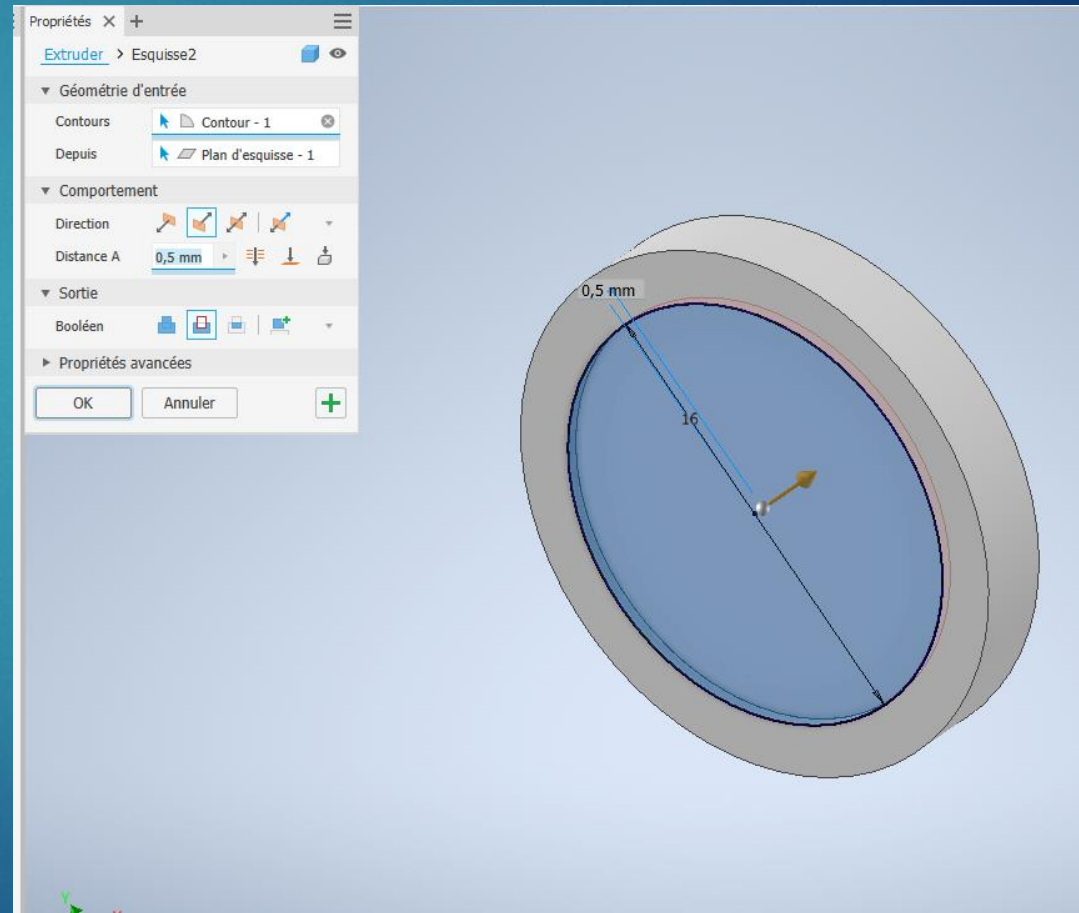 Propriétés
Extruder > Esquisse2
Géométrie d'entrée
Contours Contour - 1
Depuis Plan d'esquisse - 1
Comportement
Direction
Distance A 0,5 mm
Sortie
Booléen
Propriétés avancées
OK Annuler
0,5 mm
16
Y
X